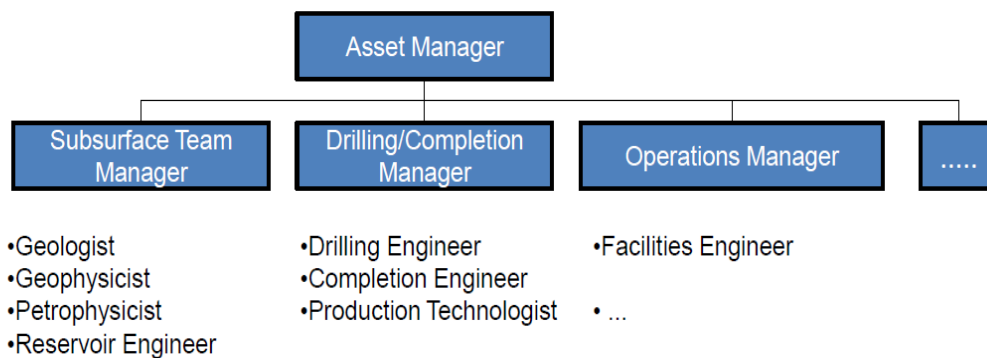 Asset Manager
Subsurface Team
Manager
Drilling/Completion
Manager
Operations Manager
.....
•Geologist
•Geophysicist
•Petrophysicist
•Reservoir Engineer
•Drilling Engineer
•Completion Engineer
•Production Technologist
•Facilities Engineer
• ...